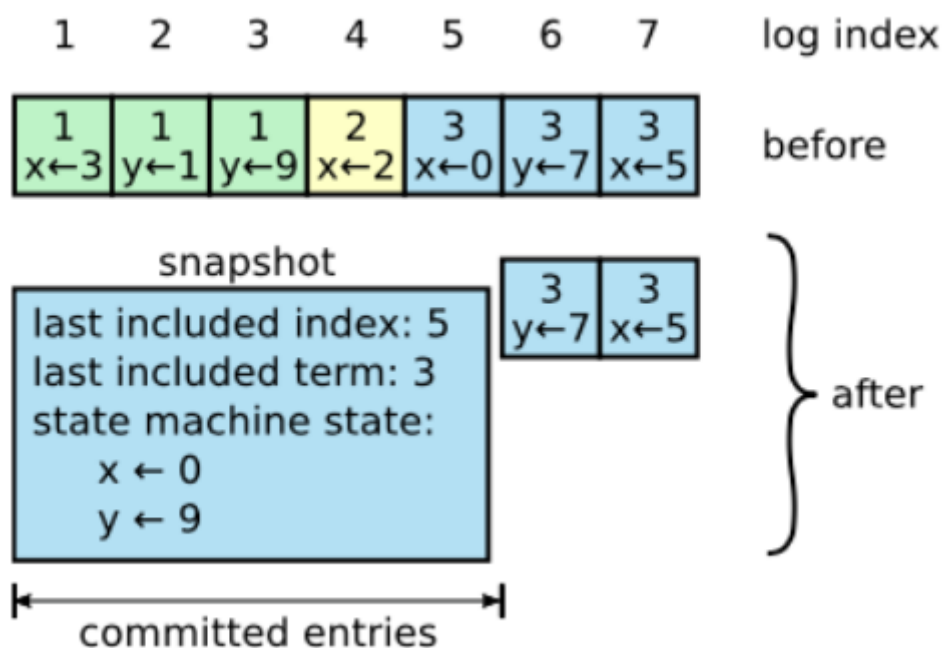 1 2 3 4 5 6 7 log index
1 1 1 2 3 3 3
x←3 y←1 y←9 x←2 x←0 y←7 x←5
before
snapshot
last included index: 5
last included term: 3
state machine state:
x ← 0
y ← 9
3 3
y←7 x←5
after
committed entries